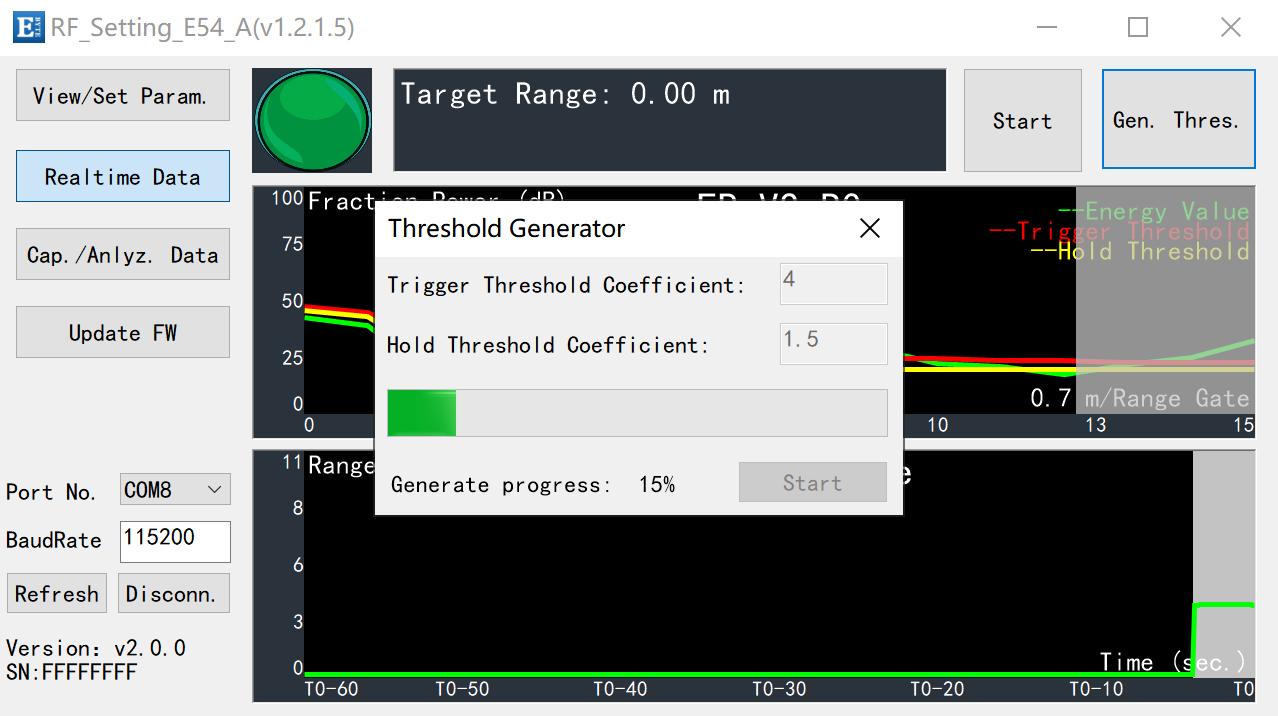 RF_Setting_E54_A(v1.2.1.5)
View/Set Param.
Realtime Data
Cap./Anlyz. Data
Update FW
Port No. COM8
BaudRate 115200
Refresh Disconn.
Version: v2.0.0
SN:FFFFFFFF
Target Range: 0.00 m
Start
Gen. Thres.
100
75
50
25
0
--Energy Value
--Trigger Threshold
--Hold Threshold
0.7 m/Range Gate
0 10 13 15
Threshold Generator
Trigger Threshold Coefficient: 4
Hold Threshold Coefficient: 1.5
Generate progress: 15% Start
11 Range
8
6
3
0
Time (sec.)
T0-60 T0-50 T0-40 T0-30 T0-20 T0-10 T0